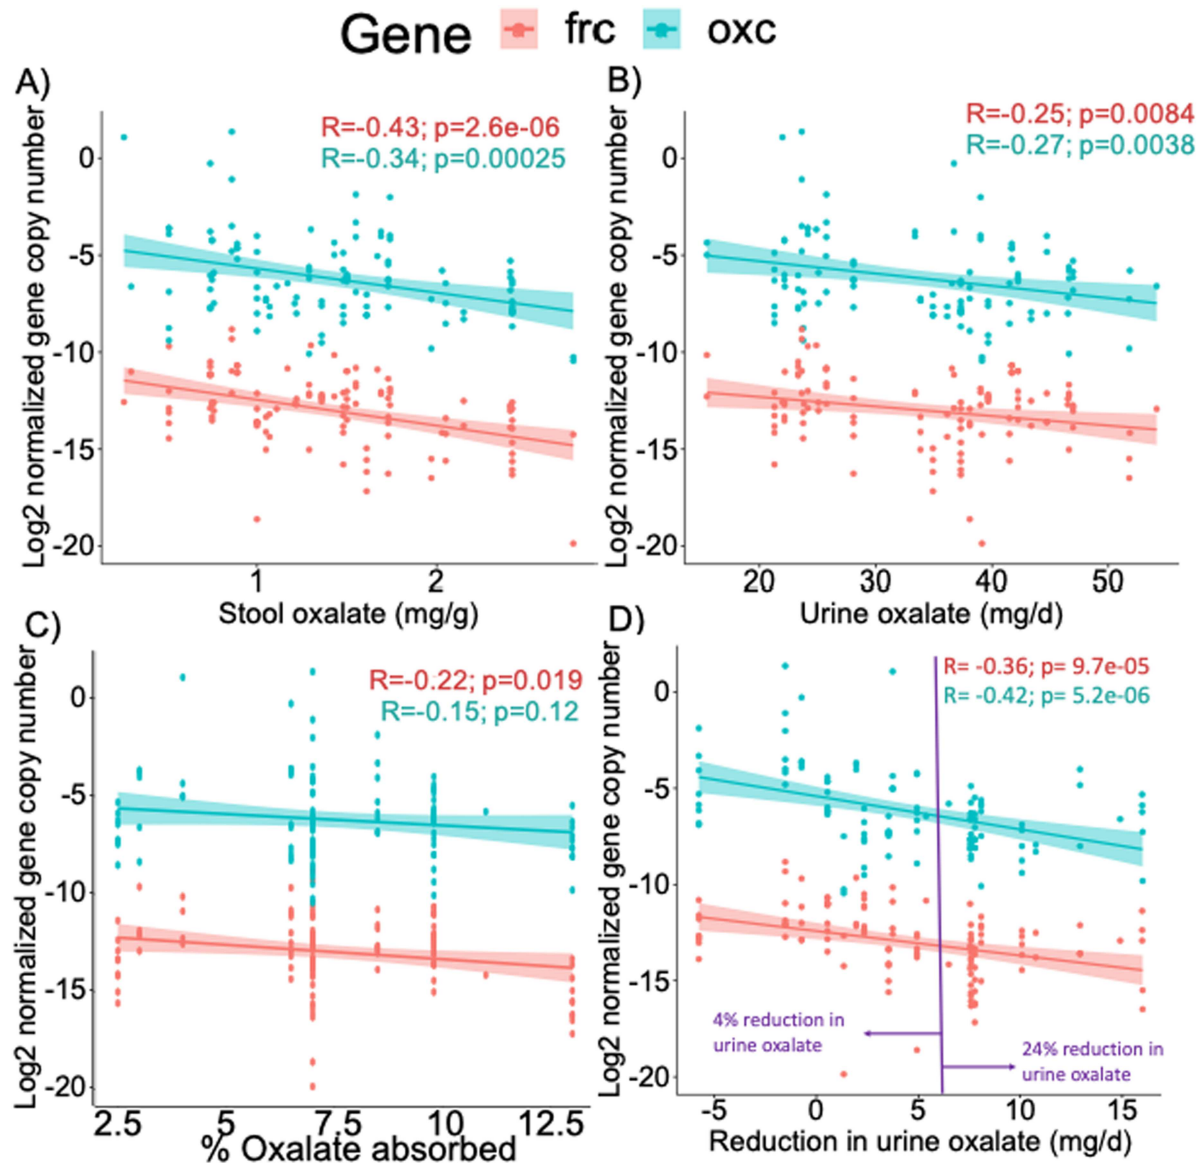 Gene frc oxc
A)
R=-0.43; p=2.6e-06
R=-0.34; p=0.00025
Log2 normalized gene copy number
0
-5
-10
-15
-20
1 2
Stool oxalate (mg/g)
B)
R=-0.25; p=0.0084
R=-0.27; p=0.0038
Log2 normalized gene copy number
0
-5
-10
-15
-20
20 30 40 50
Urine oxalate (mg/d)
C)
R=-0.22; p=0.019
R=-0.15; p=0.12
Log2 normalized gene copy number
0
-5
-10
-15
-20
2.5 5 7.5 10 12.5
% Oxalate absorbed
D)
R= -0.36; p= 9.7e-05
R= -0.42; p= 5.2e-06
Log2 normalized gene copy number
0
-5
-10
-15
-20
4% reduction in
urine oxalate
24% reduction in
urine oxalate
-5 0 5 10 15
Reduction in urine oxalate (mg/d)